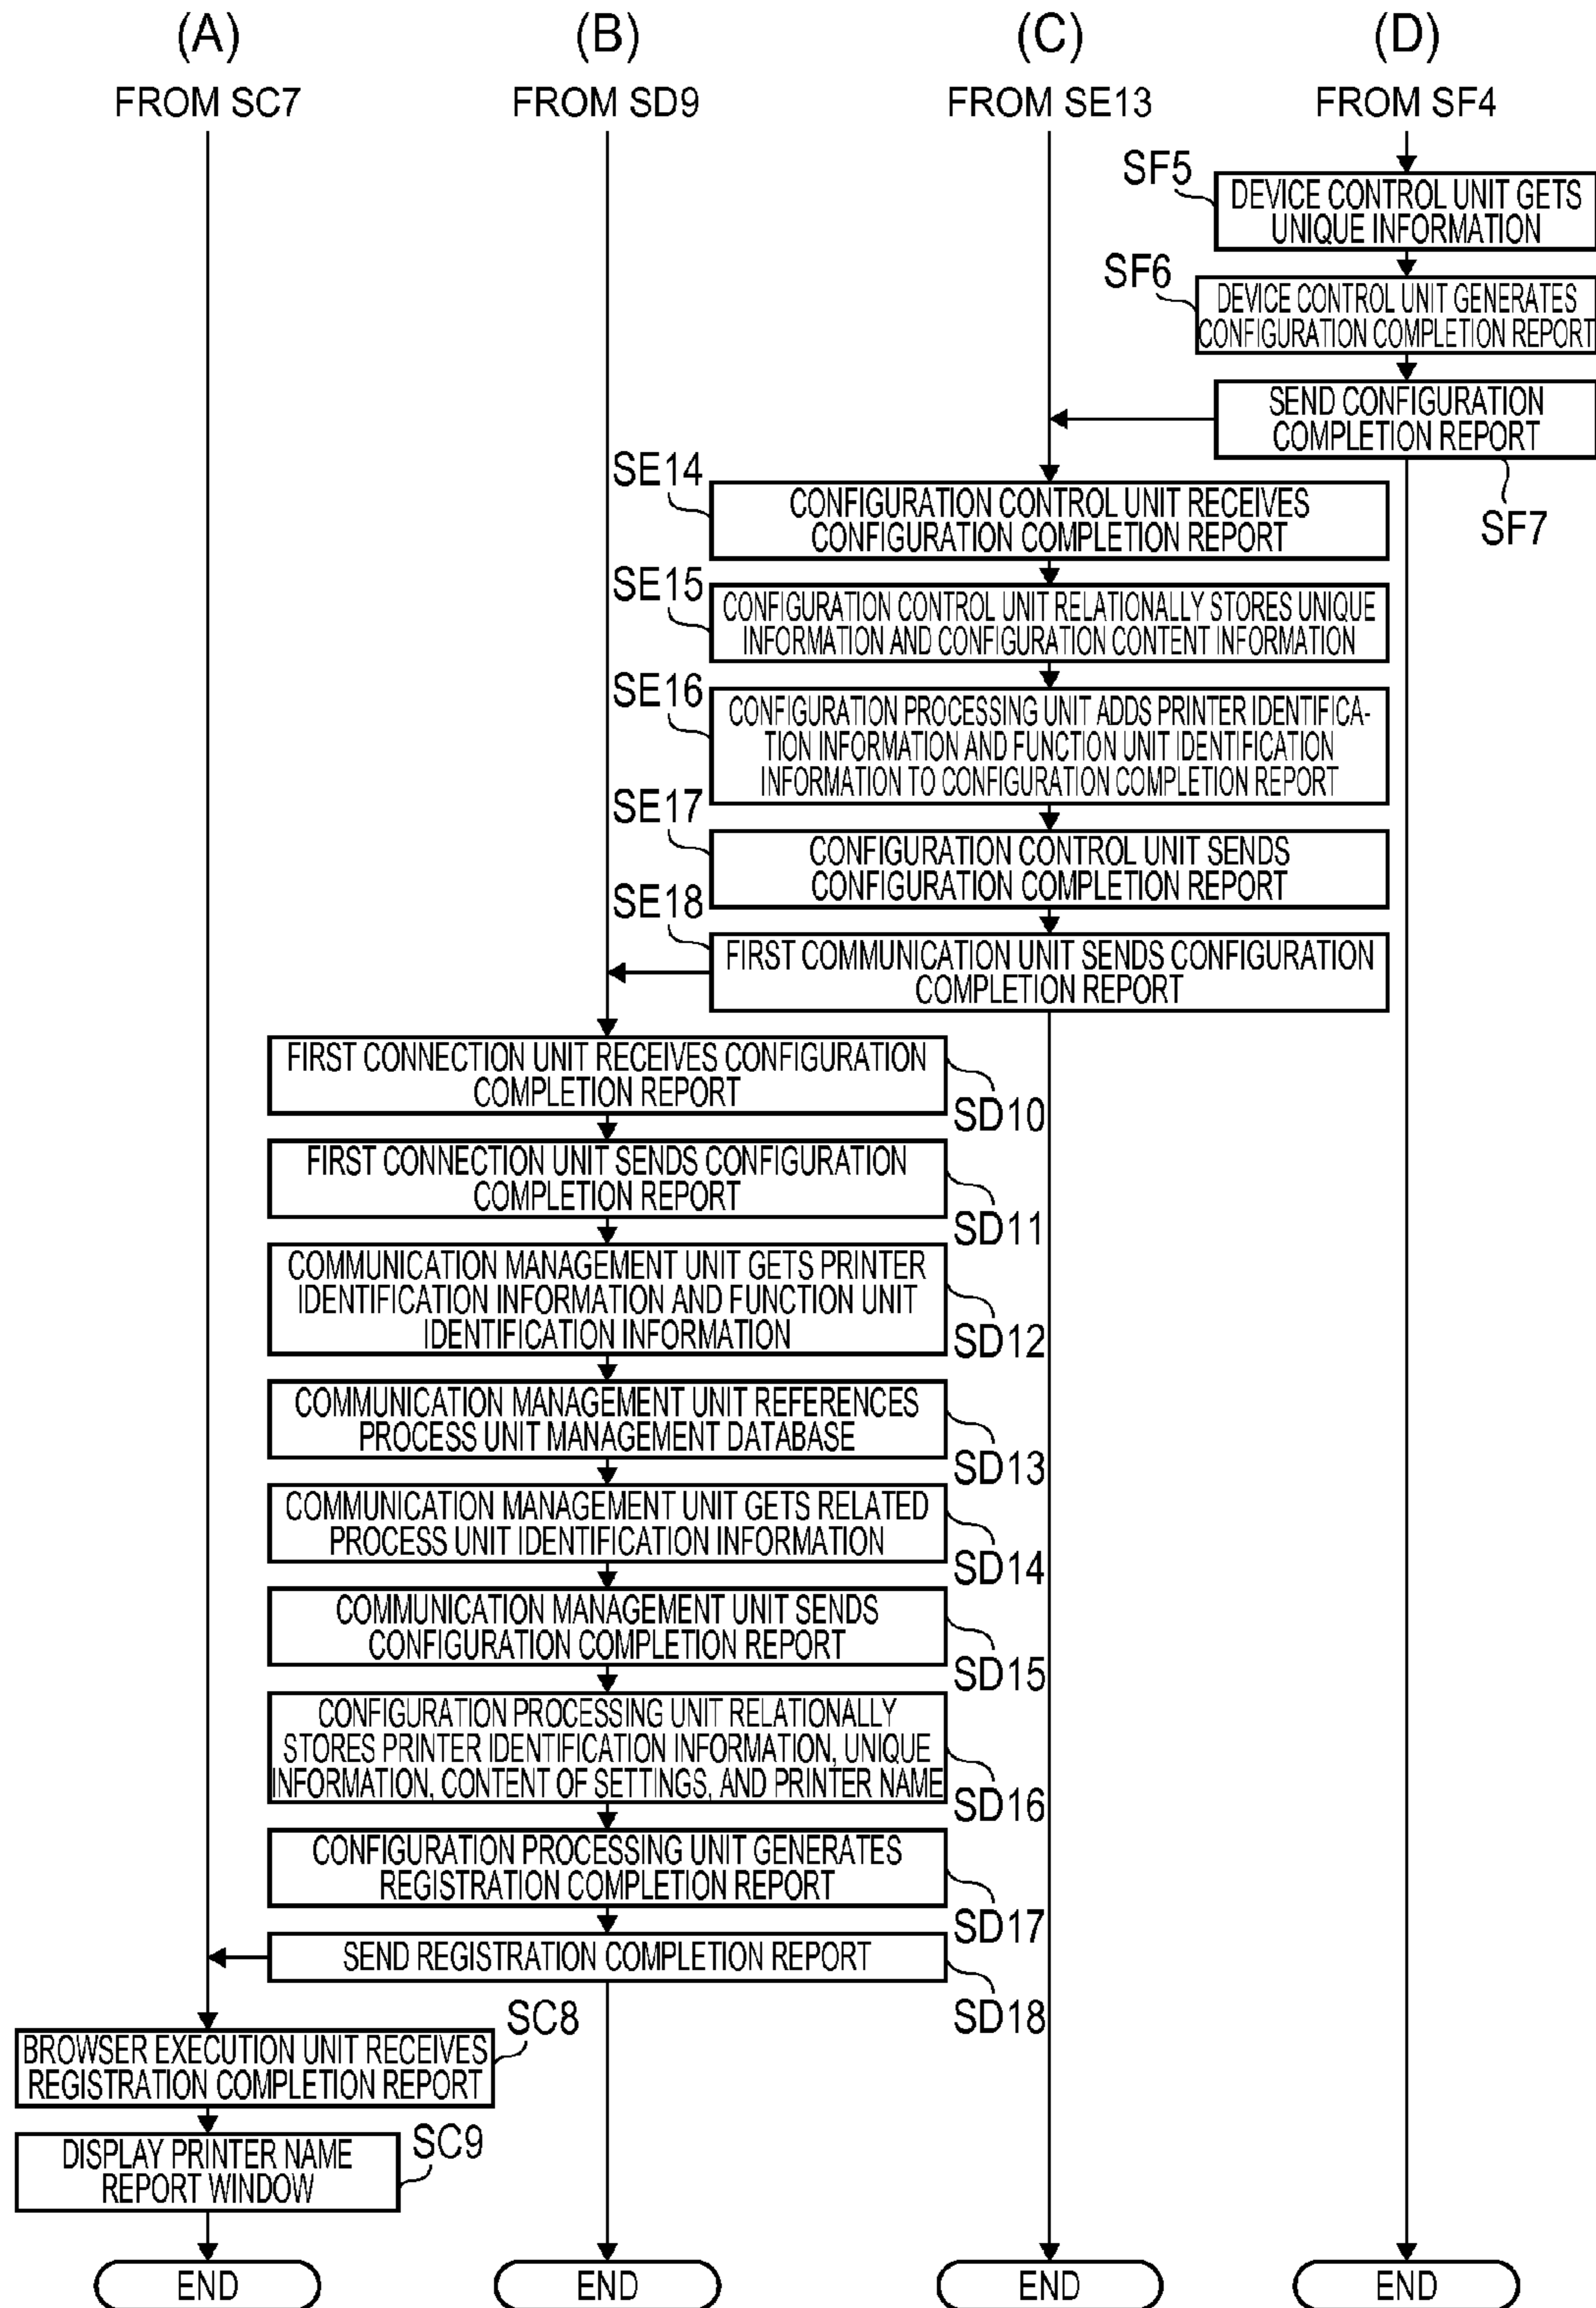 (A)
(B)
(C)
(D)
FROM SC7
FROM SD9
FROM SE13
FROM SF4
SF5
DEVICE CONTROL UNIT GETS
UNIQUE INFORMATION
SF6
DEVICE CONTROL UNIT GENERATES
CONFIGURATION COMPLETION REPORT
SEND CONFIGURATION
COMPLETION REPORT
SF7
SE14
CONFIGURATION CONTROL UNIT RECEIVES
CONFIGURATION COMPLETION REPORT
SE15
CONFIGURATION CONTROL UNIT RELATIONALLY STORES UNIQUE
INFORMATION AND CONFIGURATION CONTENT INFORMATION
SE16
CONFIGURATION PROCESSING UNIT ADDS PRINTER IDENTIFICA-
TION INFORMATION AND FUNCTION UNIT IDENTIFICATION
INFORMATION TO CONFIGURATION COMPLETION REPORT
SE17
CONFIGURATION CONTROL UNIT SENDS
CONFIGURATION COMPLETION REPORT
SE18
FIRST COMMUNICATION UNIT SENDS CONFIGURATION
COMPLETION REPORT
FIRST CONNECTION UNIT RECEIVES CONFIGURATION
COMPLETION REPORT
SD10
FIRST CONNECTION UNIT SENDS CONFIGURATION
COMPLETION REPORT
SD11
COMMUNICATION MANAGEMENT UNIT GETS PRINTER
IDENTIFICATION INFORMATION AND FUNCTION UNIT
IDENTIFICATION INFORMATION
SD12
COMMUNICATION MANAGEMENT UNIT REFERENCES
PROCESS UNIT MANAGEMENT DATABASE
SD13
COMMUNICATION MANAGEMENT UNIT GETS RELATED
PROCESS UNIT IDENTIFICATION INFORMATION
SD14
COMMUNICATION MANAGEMENT UNIT SENDS
CONFIGURATION COMPLETION REPORT
SD15
CONFIGURATION PROCESSING UNIT RELATIONALLY
STORES PRINTER IDENTIFICATION INFORMATION, UNIQUE
INFORMATION, CONTENT OF SETTINGS, AND PRINTER NAME
SD16
CONFIGURATION PROCESSING UNIT GENERATES
REGISTRATION COMPLETION REPORT
SD17
SEND REGISTRATION COMPLETION REPORT
SD18
SC8
BROWSER EXECUTION UNIT RECEIVES
REGISTRATION COMPLETION REPORT
SC9
DISPLAY PRINTER NAME
REPORT WINDOW
END
END
END
END